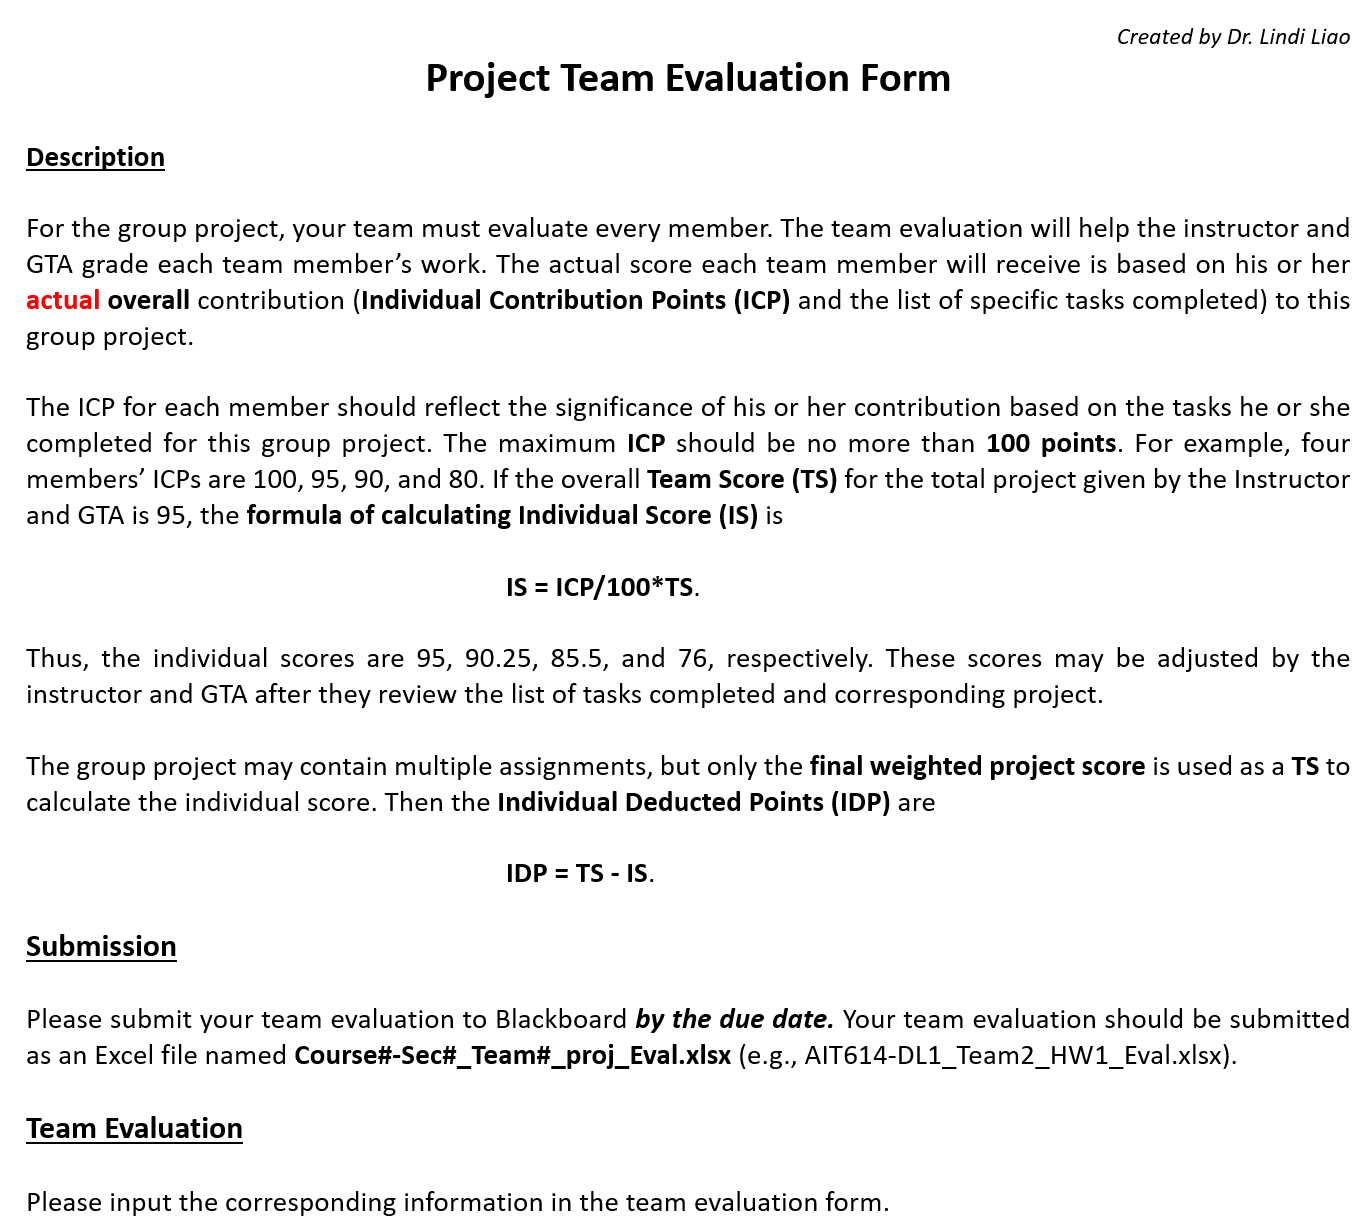 Created by Dr. Lindi Liao
Project Team Evaluation Form
Description
For the group project, your team must evaluate every member. The team evaluation will help the instructor and
GTA grade each team member’s work. The actual score each team member will receive is based on his or her
actual overall contribution (Individual Contribution Points (ICP) and the list of specific tasks completed) to this
group project.
The ICP for each member should reflect the significance of his or her contribution based on the tasks he or she
completed for this group project. The maximum ICP should be no more than 100 points. For example, four
members’ ICPs are 100, 95, 90, and 80. If the overall Team Score (TS) for the total project given by the Instructor
and GTA is 95, the formula of calculating Individual Score (IS) is
IS = ICP/100*TS.
Thus, the individual scores are 95, 90.25, 85.5, and 76, respectively. These scores may be adjusted by the
instructor and GTA after they review the list of tasks completed and corresponding project.
The group project may contain multiple assignments, but only the final weighted project score is used as a TS to
calculate the individual score. Then the Individual Deducted Points (IDP) are
IDP = TS - IS.
Submission
Please submit your team evaluation to Blackboard by the due date. Your team evaluation should be submitted
as an Excel file named Course#-Sec#_Team#_proj_Eval.xlsx (e.g., AIT614-DL1_Team2_HW1_Eval.xlsx).
Team Evaluation
Please input the corresponding information in the team evaluation form.